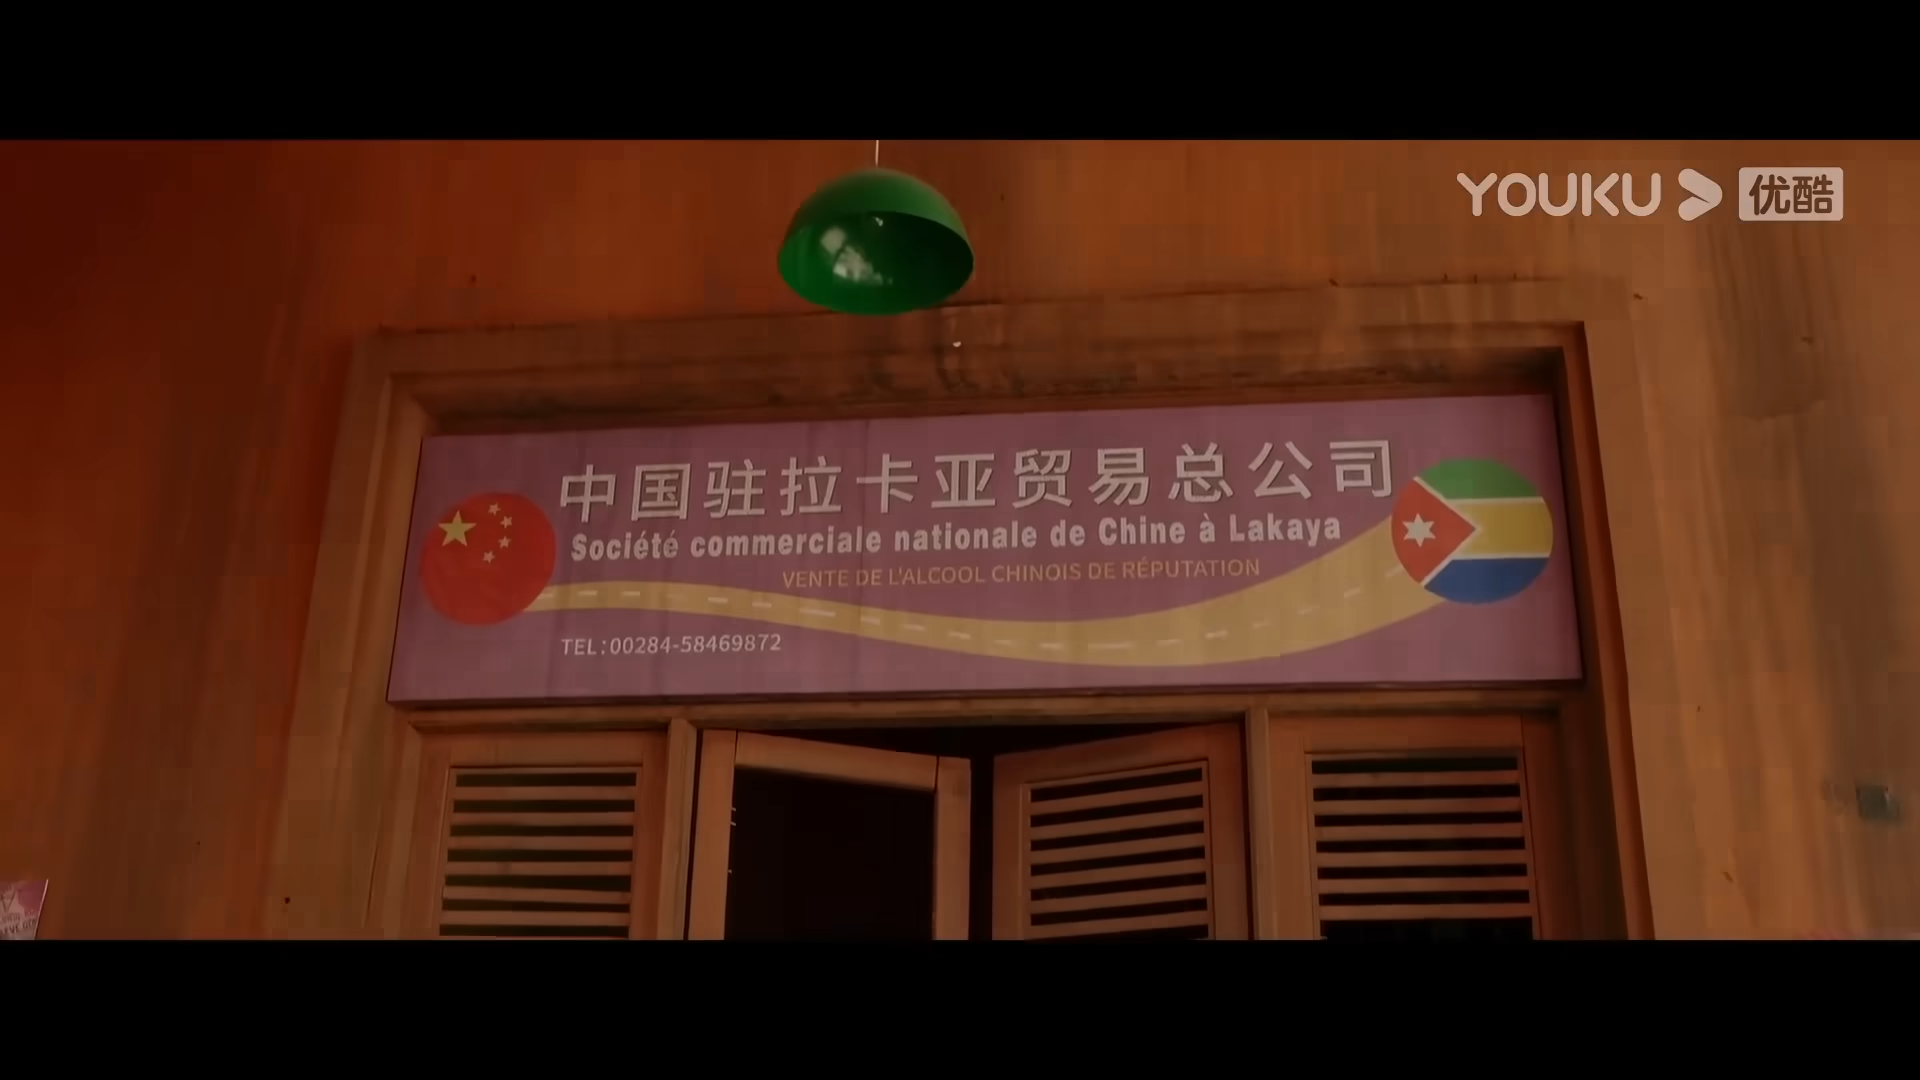 YOUKU 优酷
中国驻拉卡亚贸易总公司
Société commerciale nationale de Chine à Lakaya
VENTE DE L'ALCOOL CHINOIS DE RÉPUTATION
TEL:00284-58469872